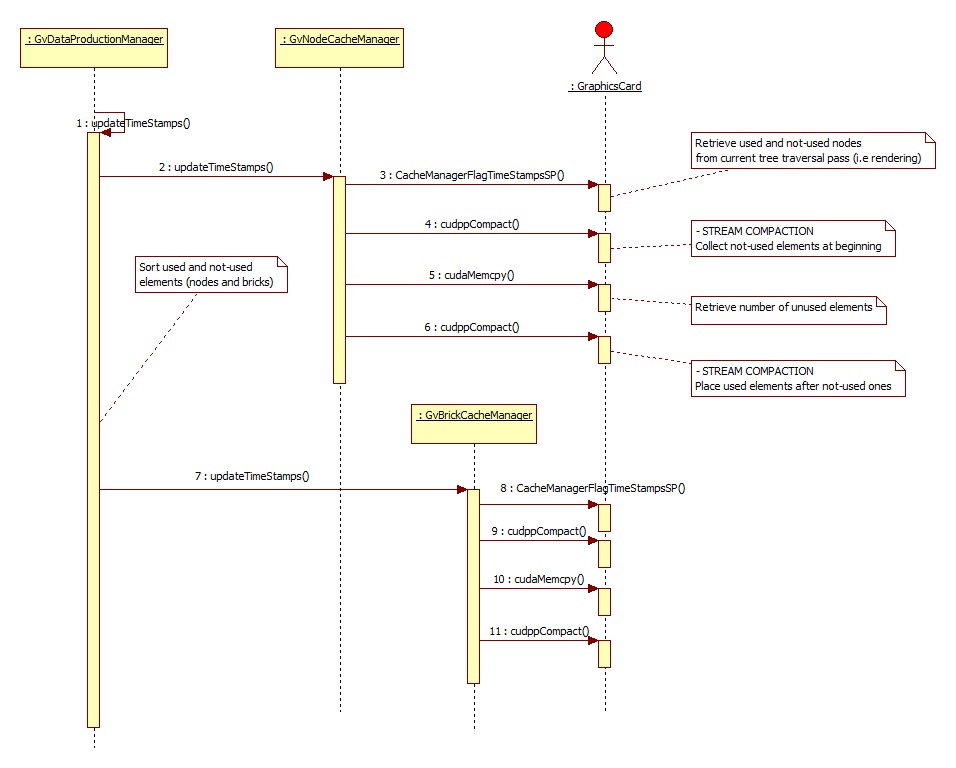 : GvDataProductionManager
: GvNodeCacheManager
: GraphicsCard
1 : updateTimeStamps()
Retrieve used and not-used nodes
from current tree traversal pass (i.e rendering)
2 : updateTimeStamps()
3 : CacheManagerFlagTimeStampsSP()
4 : cudppCompact()
- STREAM COMPACTION
Collect not-used elements at beginning
Sort used and not-used
elements (nodes and bricks)
5 : cudaMemcpy()
Retrieve number of unused elements
6 : cudppCompact()
- STREAM COMPACTION
Place used elements after not-used ones
: GvBrickCacheManager
7 : updateTimeStamps()
8 : CacheManagerFlagTimeStampsSP()
9 : cudppCompact()
10 : cudaMemcpy()
11 : cudppCompact()